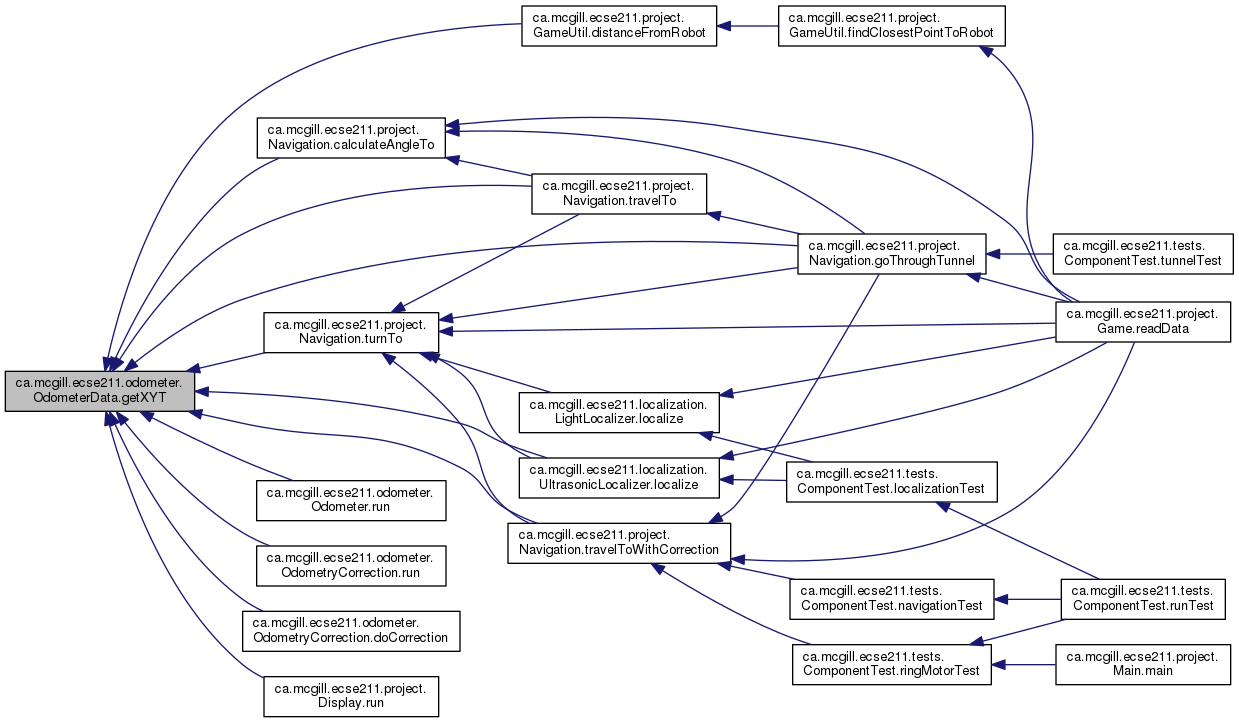 ca.mcgill.ecse211.project.
GameUtil.distanceFromRobot
ca.mcgill.ecse211.project.
GameUtil.findClosestPointToRobot
ca.mcgill.ecse211.project.
Navigation.calculateAngleTo
ca.mcgill.ecse211.project.
Navigation.travelTo
ca.mcgill.ecse211.project.
Navigation.goThroughTunnel
ca.mcgill.ecse211.tests.
ComponentTest.tunnelTest
ca.mcgill.ecse211.project.
Game.readData
ca.mcgill.ecse211.project.
Navigation.turnTo
ca.mcgill.ecse211.odometer.
OdometerData.getXYT
ca.mcgill.ecse211.localization.
LightLocalizer.localize
ca.mcgill.ecse211.localization.
UltrasonicLocalizer.localize
ca.mcgill.ecse211.tests.
ComponentTest.localizationTest
ca.mcgill.ecse211.odometer.
Odometer.run
ca.mcgill.ecse211.project.
Navigation.travelToWithCorrection
ca.mcgill.ecse211.odometer.
OdometryCorrection.run
ca.mcgill.ecse211.tests.
ComponentTest.navigationTest
ca.mcgill.ecse211.tests.
ComponentTest.runTest
ca.mcgill.ecse211.odometer.
OdometryCorrection.doCorrection
ca.mcgill.ecse211.tests.
ComponentTest.ringMotorTest
ca.mcgill.ecse211.project.
Main.main
ca.mcgill.ecse211.project.
Display.run